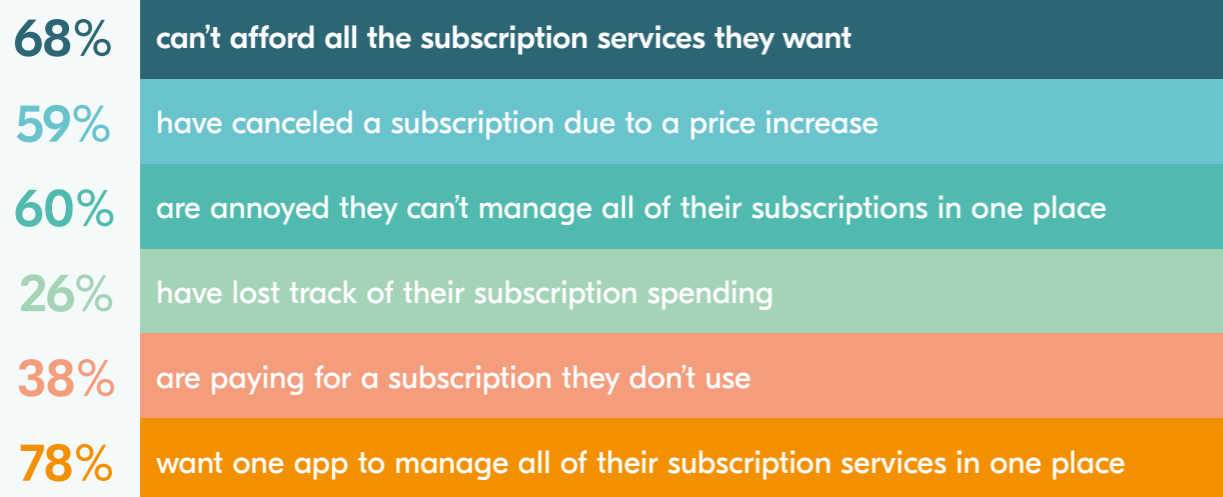 68% can't afford all the subscription services they want
59% have canceled a subscription due to a price increase
60% are annoyed they can't manage all of their subscriptions in one place
26% have lost track of their subscription spending
38% are paying for a subscription they don't use
78% want one app to manage all of their subscription services in one place